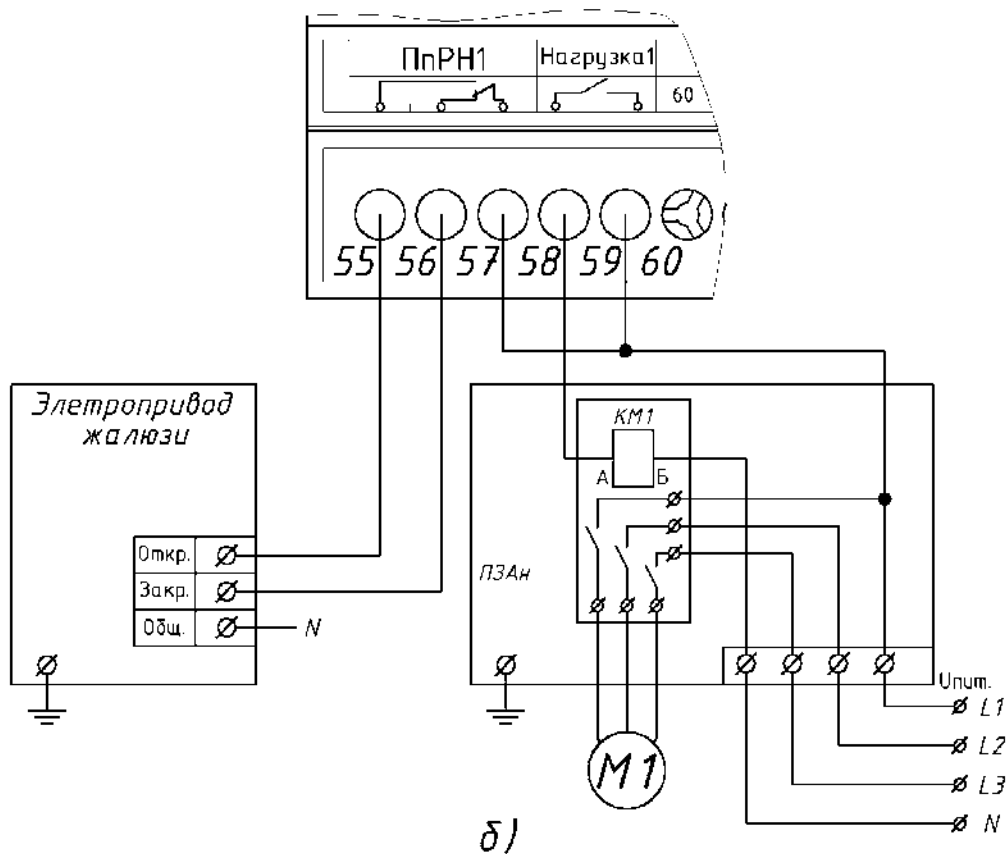 ПпРН1 Нагрузка1
60
55 56 57 58 59 60
Элетропривод
жалюзи
Откр.
Закр.
Общ.
N
КМ1
А Б
ПЗАн
М1
Uпит.
L1
L2
L3
N
б)